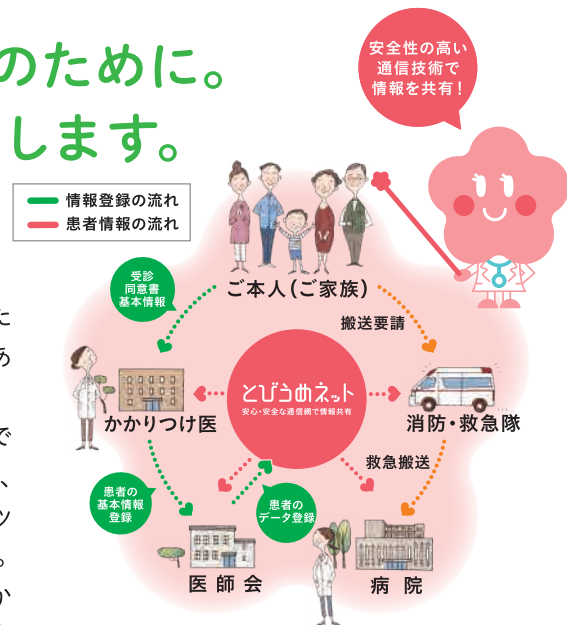 のために。
します。
安全性の高い
通信技術で
情報を共有！
情報登録の流れ
患者情報の流れ
受診
同意書
基本情報
ご本人（ご家族）
搬送要請
た
あ
とびうめネット
安心・安全な通信網で情報共有
かかりつけ医
消防・救急隊
で
、
ツ
。
か
救急搬送
患者の
基本情報
登録
患者の
データ登録
医師会
病院